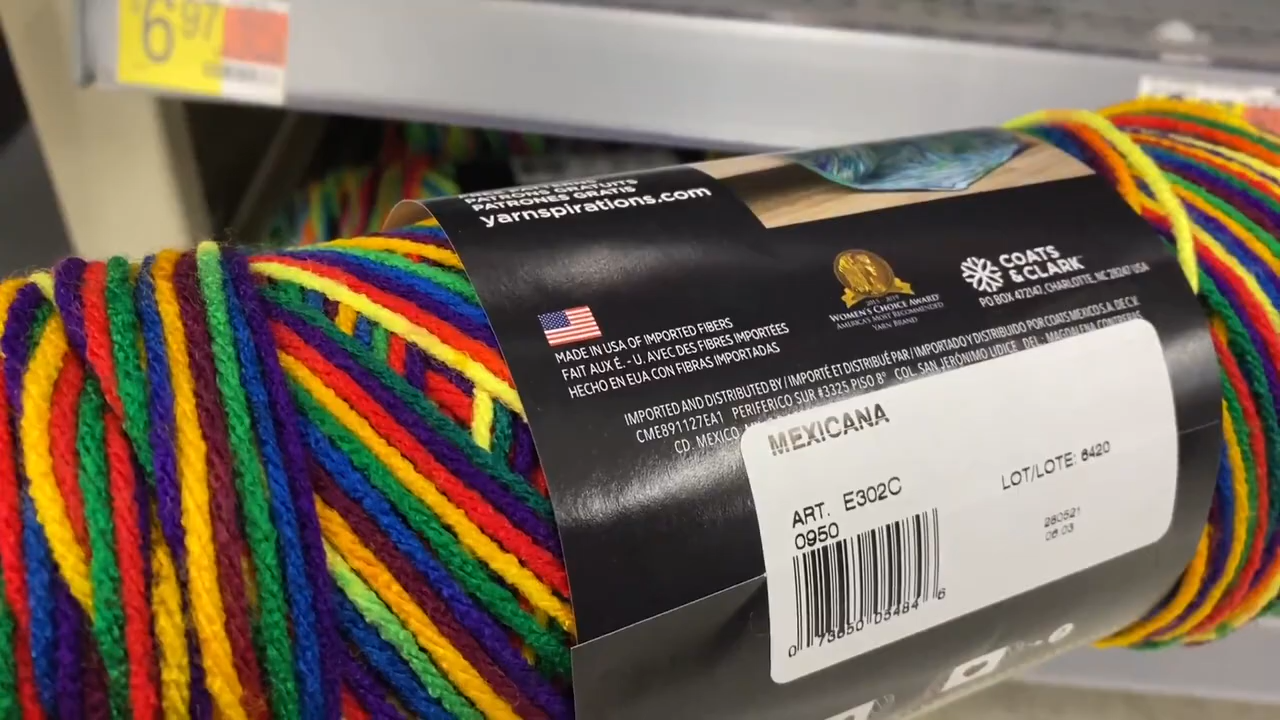 $6 97
PATRONS GRATUITS
PATRONES GRATIS
yarnspirations.com
MADE IN USA OF IMPORTED FIBERS
FAIT AUX É. - U. AVEC DES FIBRES IMPORTÉES
HECHO EN EUA CON FIBRAS IMPORTADAS
WOMEN'S CHOICE AWARD
AMERICA'S MOST RECOMMENDED
YARN BRAND
COATS
& CLARK
PO BOX 472147, CHARLOTTE, NC 28247 USA
IMPORTED AND DISTRIBUTED BY / IMPORTÉ ET DISTRIBUÉ PAR / IMPORTADO Y DISTRIBUIDO POR COATS MEXICO S.A. DE C.V.
CME891127EA1 PERIFERICO SUR #3325 PISO 8° COL. SAN JERÓNIMO LIDICE, DEL. MAGDALENA CONTRERAS
CD. MEXICO,
MEXICANA
ART. E302C
0950
LOT/LOTE: 6420
280521
06:03
0 73650 05484 6